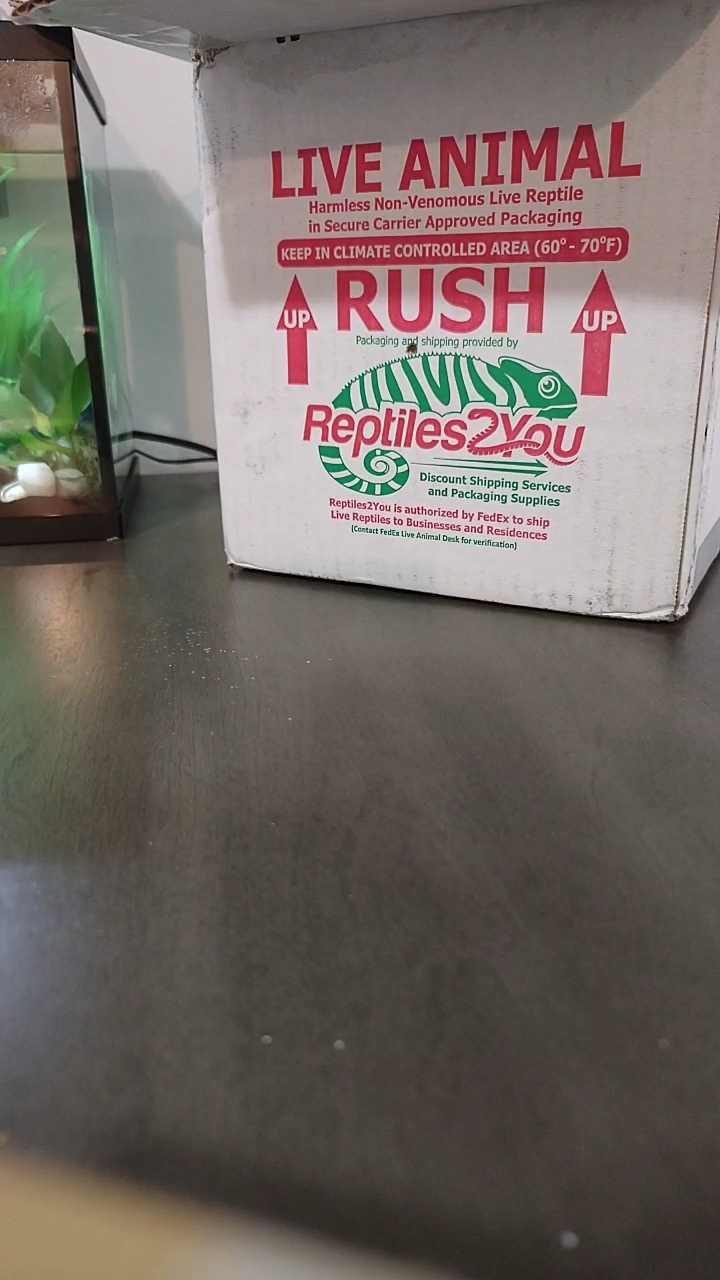 LIVE ANIMAL
Harmless Non-Venomous Live Reptile
in Secure Carrier Approved Packaging
KEEP IN CLIMATE CONTROLLED AREA (60° - 70°F)
UP RUSH UP
Packaging and shipping provided by
Reptiles2You
Discount Shipping Services
and Packaging Supplies
Reptiles2You is authorized by FedEx to ship
Live Reptiles to Businesses and Residences
(Contact FedEx Live Animal Desk for verification)